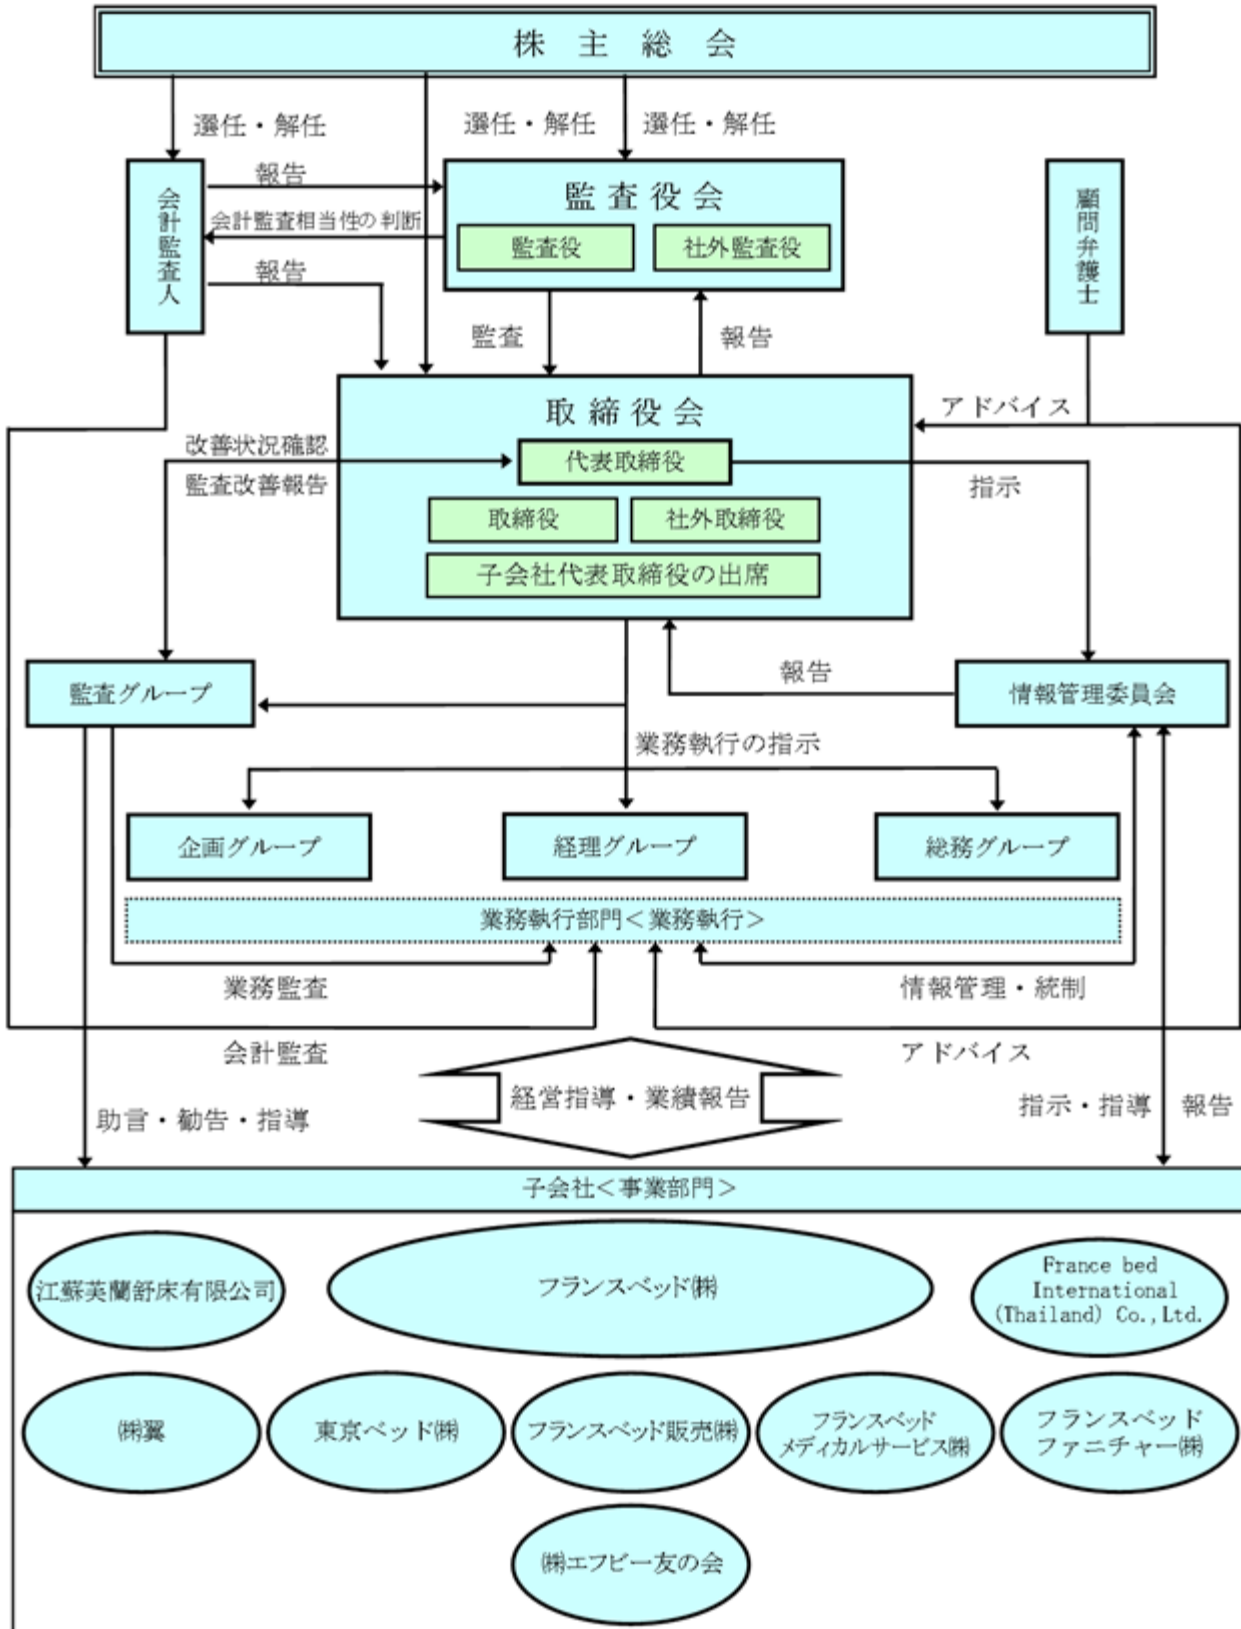 株主総会
選任・解任
選任・解任
選任・解任
会計監査人
報告
会計監査相当性の判断
報告
監査役会
監査役
社外監査役
顧問弁護士
監査
報告
取締役会
代表取締役
取締役
社外取締役
子会社代表取締役の出席
アドバイス
改善状況確認
監査改善報告
指示
監査グループ
報告
情報管理委員会
業務執行の指示
企画グループ
経理グループ
総務グループ
業務執行部門＜業務執行＞
業務監査
情報管理・統制
会計監査
アドバイス
経営指導・業績報告
助言・勧告・指導
指示・指導
報告
子会社＜事業部門＞
江蘇芙蘭舒床有限公司
フランスベッド㈱
France bed
International
(Thailand) Co.,Ltd.
㈱翼
東京ベッド㈱
フランスベッド販売㈱
フランスベッド
メディカルサービス㈱
フランスベッド
ファニチャー㈱
㈱エフビー友の会